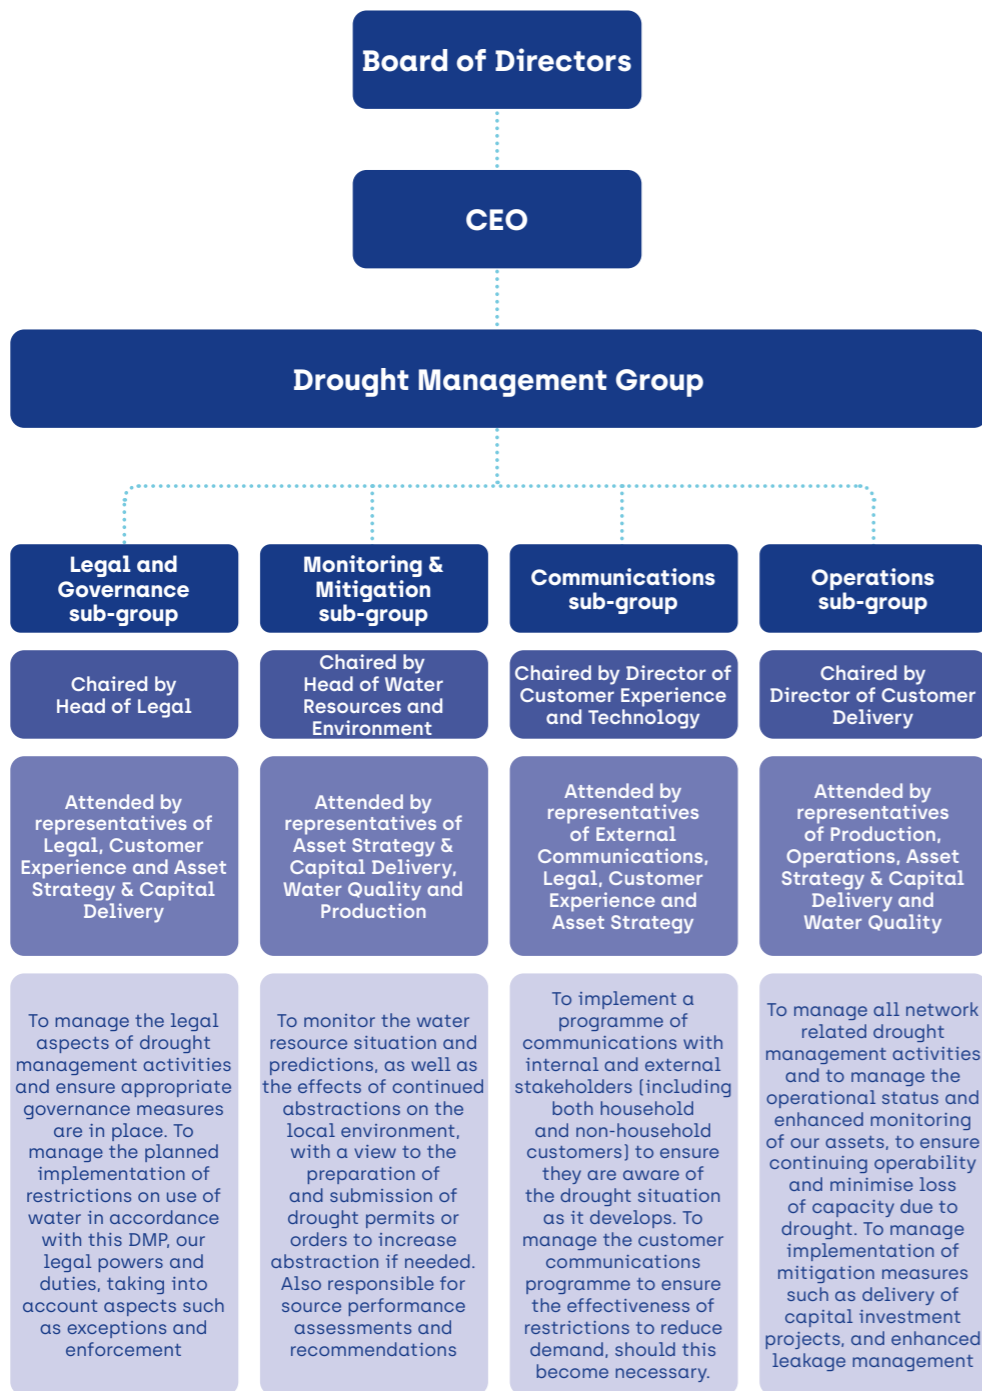 Board of Directors
CEO
Drought Management Group
Legal and
Governance
sub-group
Chaired by
Head of Legal
Attended by
representatives of
Legal, Customer
Experience and Asset
Strategy & Capital
Delivery
To manage the legal
aspects of drought
management activities
and ensure appropriate
governance measures
are in place. To
manage the planned
implementation of
restrictions on use of
water in accordance
with this DMP, our
legal powers and
duties, taking into
account aspects such
as exceptions and
enforcement
Monitoring &
Mitigation
sub-group
Chaired by
Head of Water
Resources and
Environment
Attended by
representatives of
Asset Strategy &
Capital Delivery,
Water Quality and
Production
To monitor the water
resource situation and
predictions, as well as
the effects of continued
abstractions on the
local environment,
with a view to the
preparation of
and submission of
drought permits or
orders to increase
abstraction if needed.
Also responsible for
source performance
assessments and
recommendations
Communications
sub-group
Chaired by Director of
Customer Experience
and Technology
Attended by
representatives
of External
Communications,
Legal, Customer
Experience and
Asset Strategy
To implement a
programme of
communications with
internal and external
stakeholders (including
both household
and non-household
customers) to ensure
they are aware of
the drought situation
as it develops. To
manage the customer
communications
programme to ensure
the effectiveness of
restrictions to reduce
demand, should this
become necessary.
Operations
sub-group
Chaired by
Director of Customer
Delivery
Attended by
representatives
of Production,
Operations, Asset
Strategy & Capital
Delivery and
Water Quality
To manage all network
related drought
management activities
and to manage the
operational status and
enhanced monitoring
of our assets, to ensure
continuing operability
and minimise loss
of capacity due to
drought. To manage
implementation of
mitigation measures
such as delivery of
capital investment
projects, and enhanced
leakage management